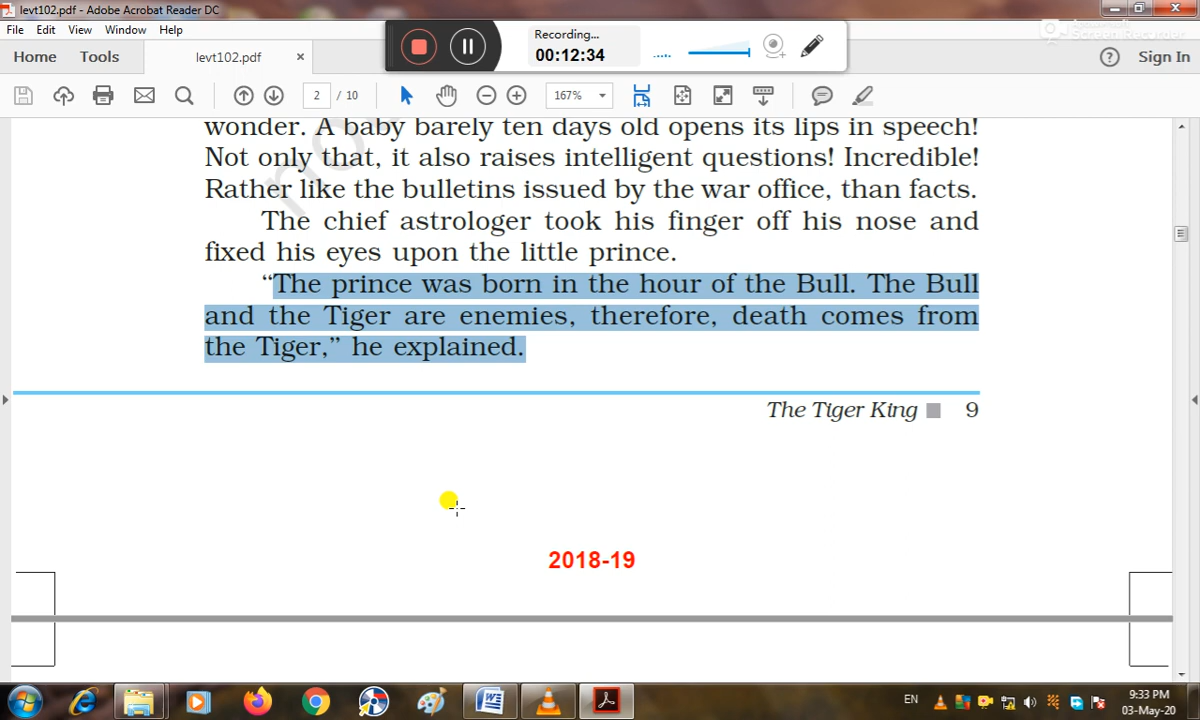 levt102.pdf - Adobe Acrobat Reader DC
File Edit View Window Help
Recording...
00:12:34
Apowersoft
Screen Recorder
Home Tools levt102.pdf × Sign In
2 / 10 167%
wonder. A baby barely ten days old opens its lips in speech!
Not only that, it also raises intelligent questions! Incredible!
Rather like the bulletins issued by the war office, than facts.
The chief astrologer took his finger off his nose and
fixed his eyes upon the little prince.
“The prince was born in the hour of the Bull. The Bull
and the Tiger are enemies, therefore, death comes from
the Tiger,” he explained.
The Tiger King 9
2018-19
EN
9:33 PM
03-May-20